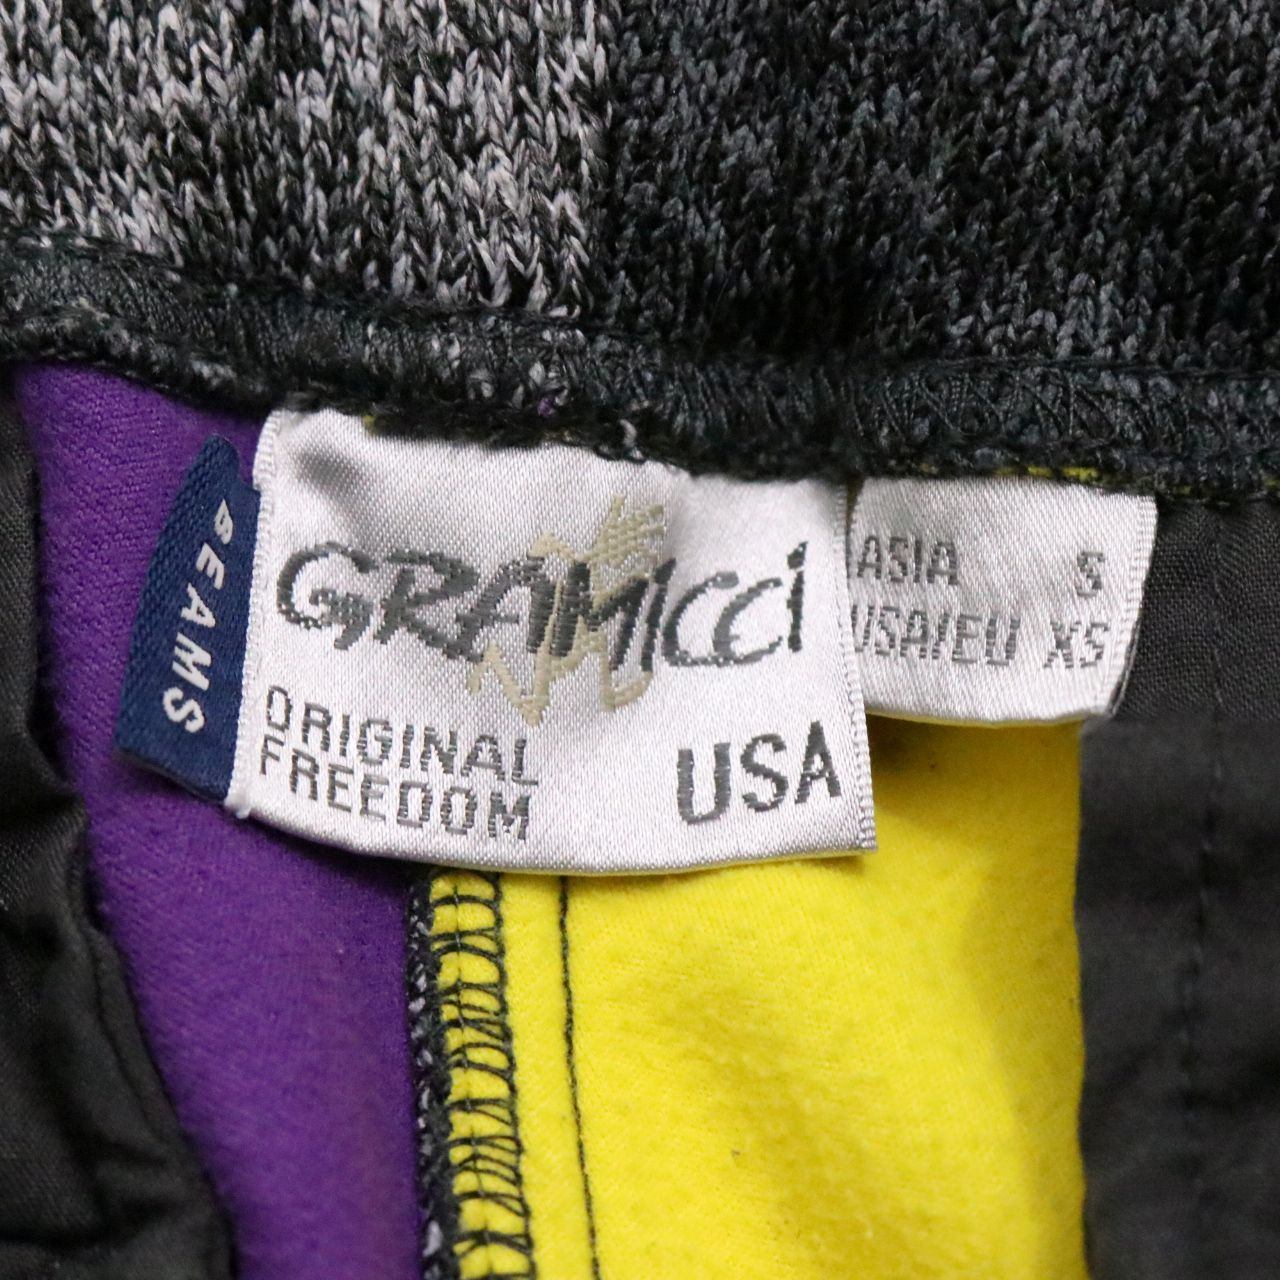 BEAMS
GRAMICCI
ORIGINAL
FREEDOM
USA
ASIA S
USA/EU XS